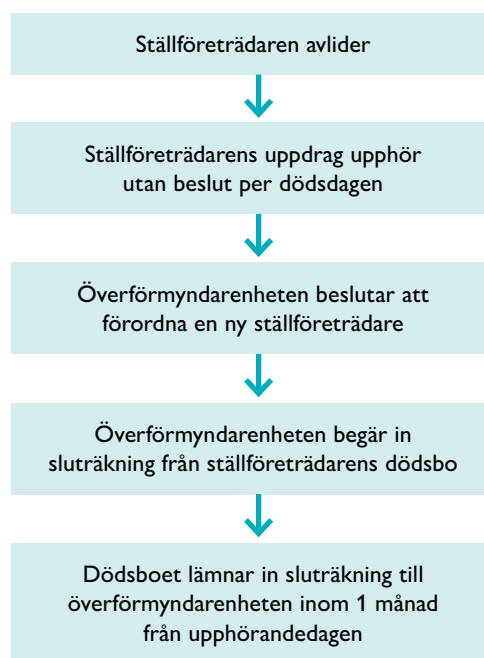 Ställföreträdaren avlider
Ställföreträdarens uppdrag upphör
utan beslut per dödsdagen
Överförmyndarenheten beslutar att
förordna en ny ställföreträdare
Överförmyndarenheten begär in
sluträkning från ställföreträdarens dödsbo
Dödsboet lämnar in sluträkning till
överförmyndarenheten inom 1 månad
från upphörandedagen